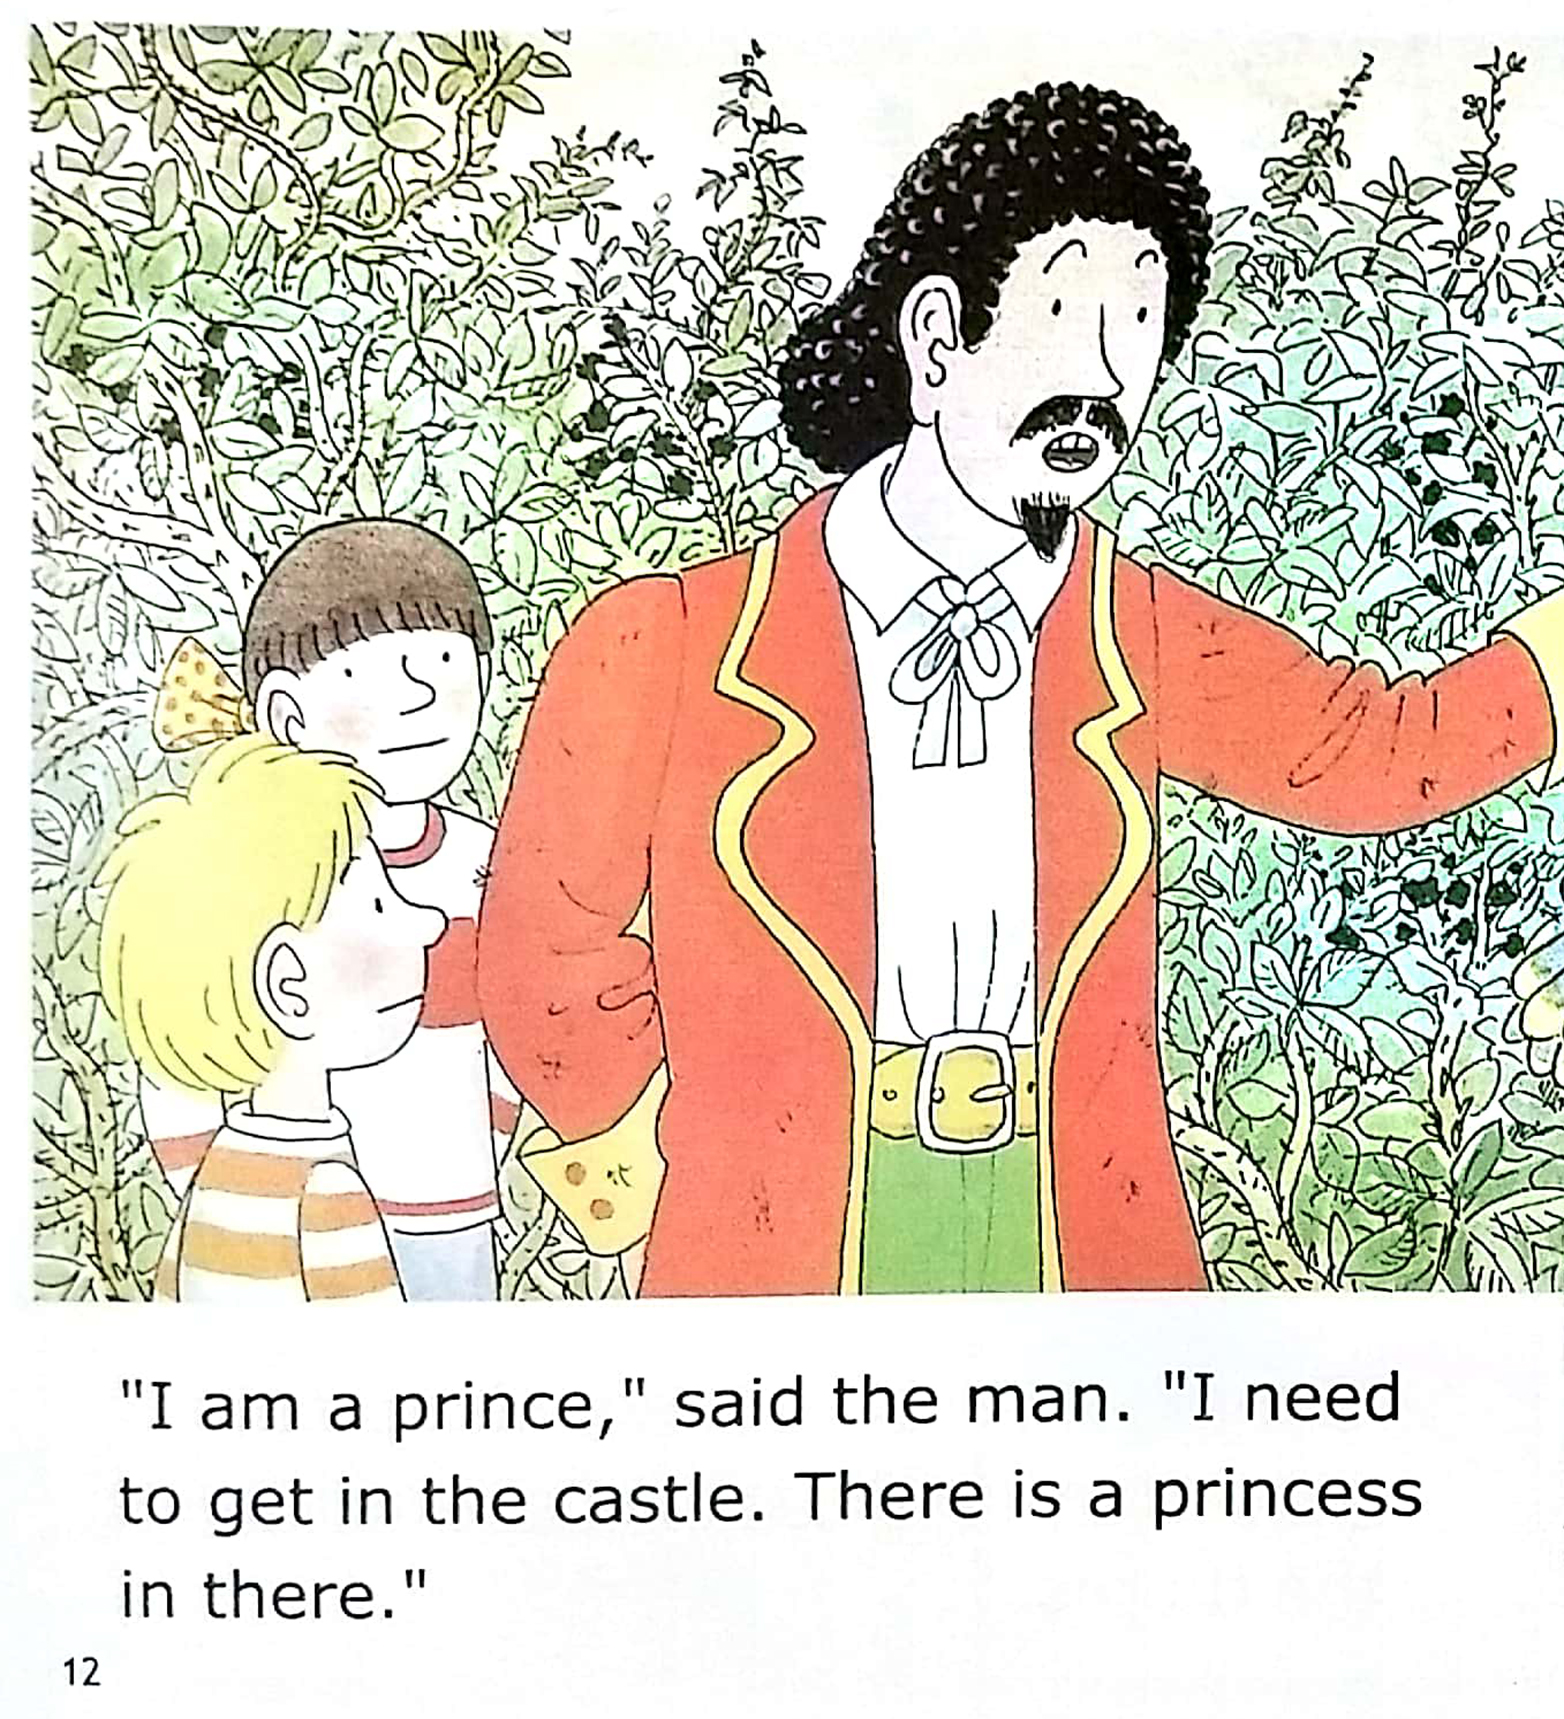 "I am a prince," said the man. "I need
to get in the castle. There is a princess
in there."
12